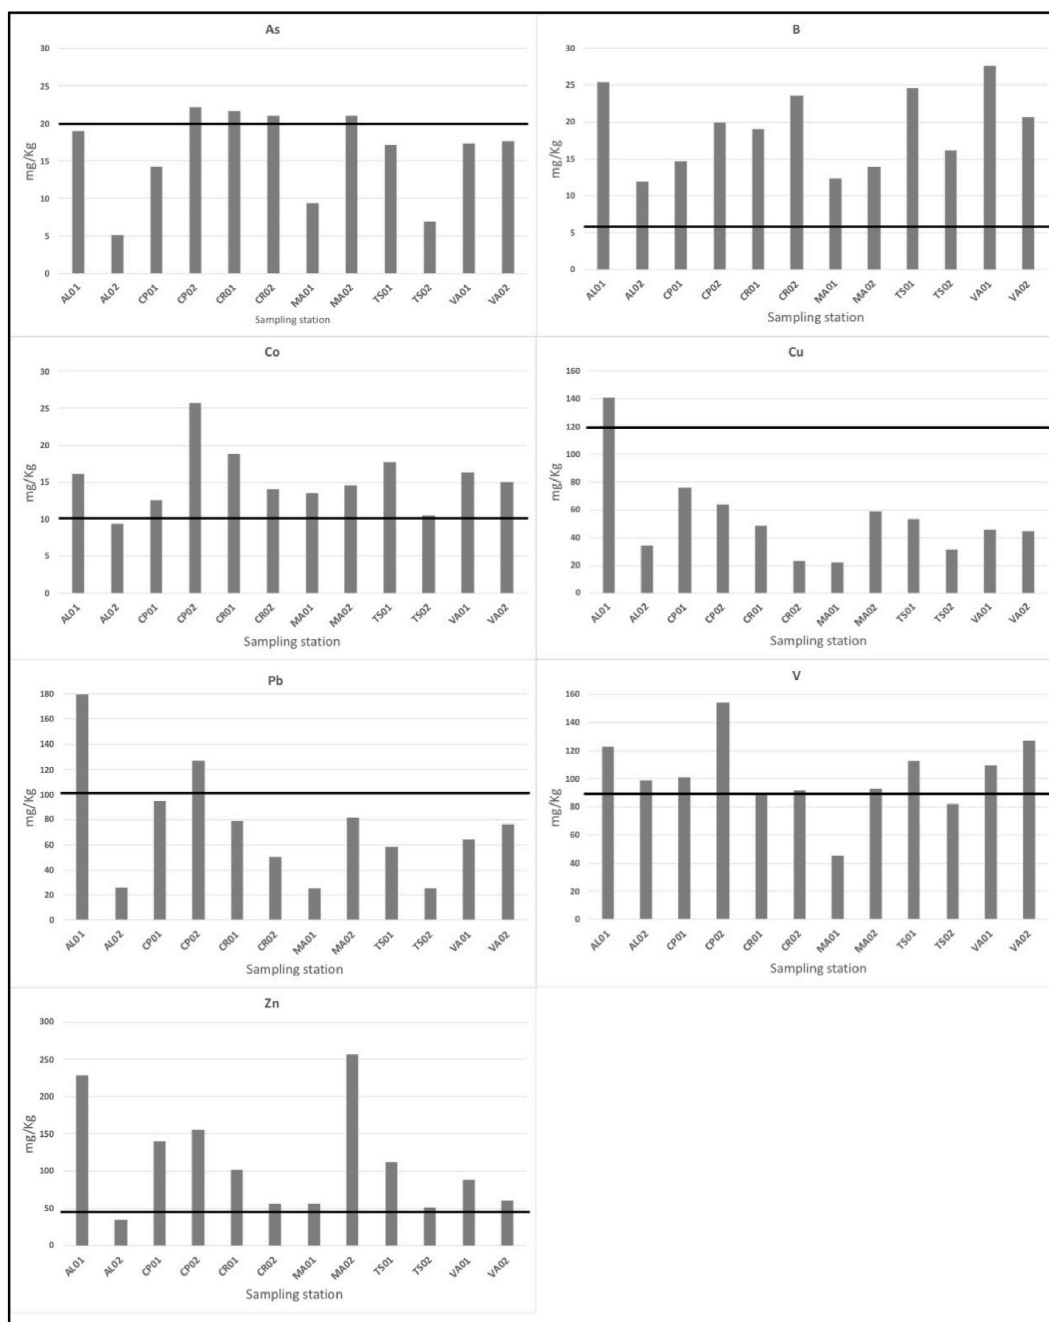 As
30
25
20
15
10
5
0
mg/Kg
AL01 AL02 CP01 CP02 CR01 CR02 MA01 MA02 TS01 TS02 VA01 VA02
Sampling station
B
30
25
20
15
10
5
0
mg/Kg
AL01 AL02 CP01 CP02 CR01 CR02 MA01 MA02 TS01 TS02 VA01 VA02
Sampling station
Co
30
25
20
15
10
5
0
mg/Kg
AL01 AL02 CP01 CP02 CR01 CR02 MA01 MA02 TS01 TS02 VA01 VA02
Sampling station
Cu
160
140
120
100
80
60
40
20
0
mg/Kg
AL01 AL02 CP01 CP02 CR01 CR02 MA01 MA02 TS01 TS02 VA01 VA02
Sampling station
Pb
180
160
140
120
100
80
60
40
20
0
mg/Kg
AL01 AL02 CP01 CP02 CR01 CR02 MA01 MA02 TS01 TS02 VA01 VA02
Sampling station
V
160
140
120
100
80
60
40
20
0
mg/Kg
AL01 AL02 CP01 CP02 CR01 CR02 MA01 MA02 TS01 TS02 VA01 VA02
Sampling station
Zn
300
250
200
150
100
50
0
mg/Kg
AL01 AL02 CP01 CP02 CR01 CR02 MA01 MA02 TS01 TS02 VA01 VA02
Sampling station